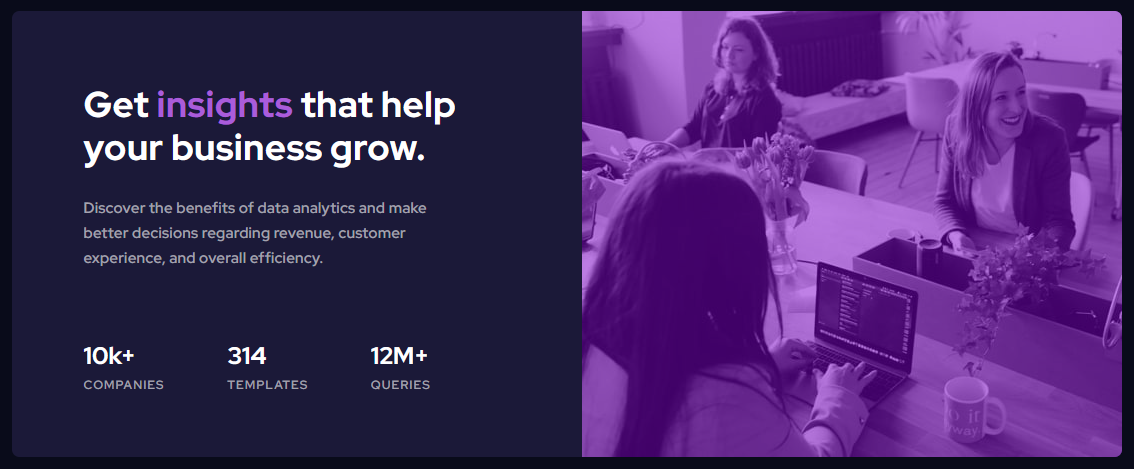 Get insights that help
your business grow.
Discover the benefits of data analytics and make
better decisions regarding revenue, customer
experience, and overall efficiency.
10k+ 314 12M+
COMPANIES TEMPLATES QUERIES